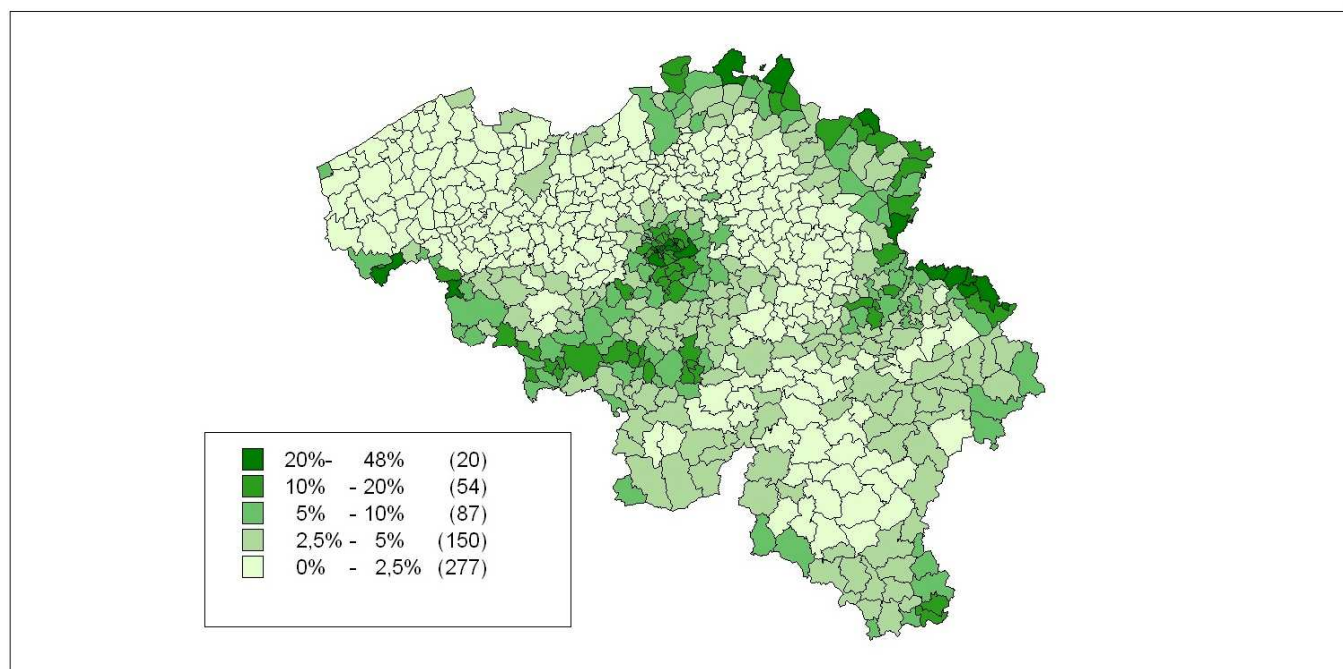 20%- 48% (20)
10% - 20% (54)
5% - 10% (87)
2,5% - 5% (150)
0% - 2,5% (277)